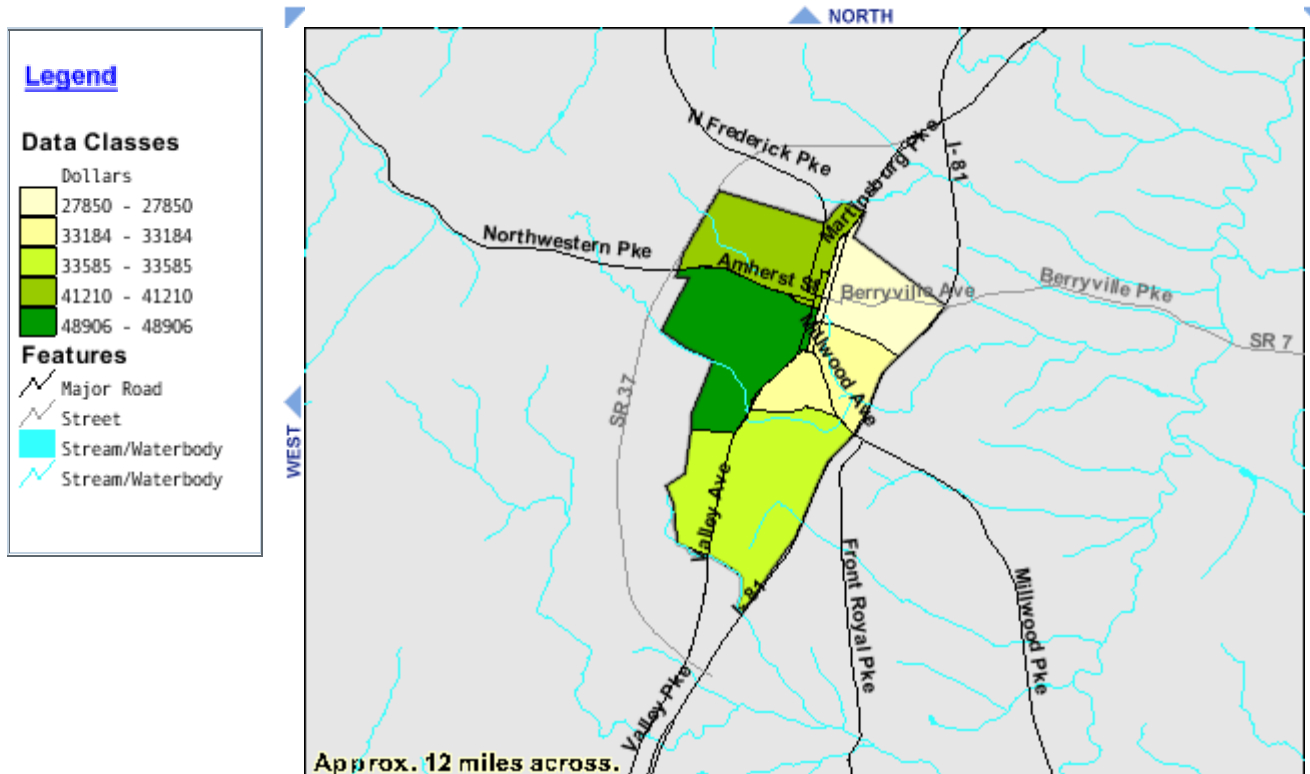 NORTH
Legend
Data Classes
Dollars
27850 - 27850
33184 - 33184
33585 - 33585
41210 - 41210
48906 - 48906
Features
Major Road
Street
Stream/Waterbody
Stream/Waterbody
WEST
N Frederick Pke
Martinsburg Pke
I- 81
Northwestern Pke
Amherst St
Berryville Ave
Berryville Pke
SR 7
Millwood Ave
SR 37
Valley Ave
I- 81
Front Royal Pke
Millwood Pke
Valley Pke
Approx. 12 miles across.